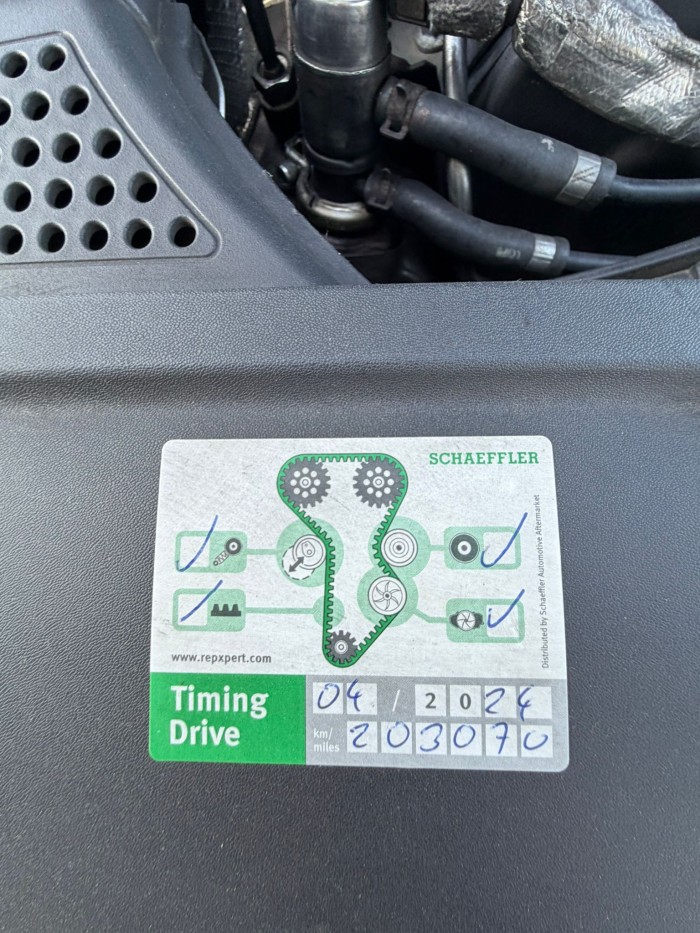 SCHAEFFLER
Distributed by Schaeffler Automotive Aftermarket
www.repxpert.com
Timing
Drive
04 / 2024
km/
miles
203070